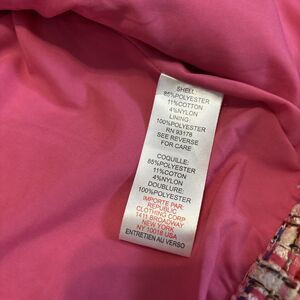 SHELL:
85%POLYESTER
11%COTTON
4%NYLON
LINING:
100%POLYESTER
RN 93178
SEE REVERSE
FOR CARE
COQUILLE:
85%POLYESTER
11%COTON
4%NYLON
DOUBLURE:
100%POLYESTER
IMPORTE PAR:
REPUBLIC
CLOTHING CORP
1411 BROADWAY
NEW YORK
NY 10018 USA
ENTRETIEN AU VERSO